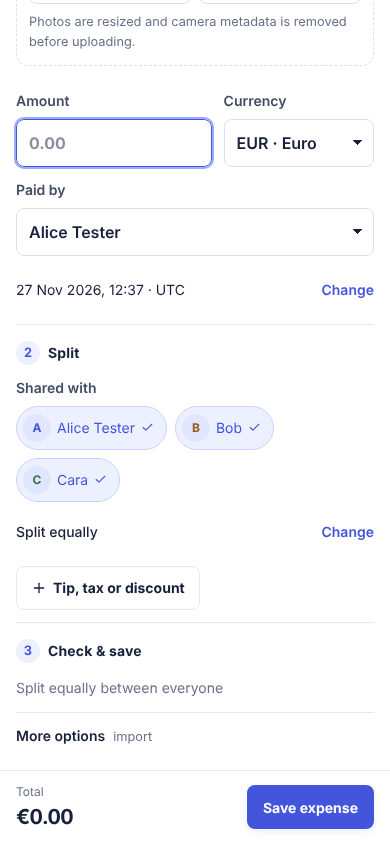 Photos are resized and camera metadata is removed
before uploading.
Amount Currency
0.00 EUR · Euro
Paid by
Alice Tester
27 Nov 2026, 12:37 · UTC Change
2 Split
Shared with
A Alice Tester ✓ B Bob ✓
C Cara ✓
Split equally Change
+ Tip, tax or discount
3 Check & save
Split equally between everyone
More options import
Total
€0.00 Save expense